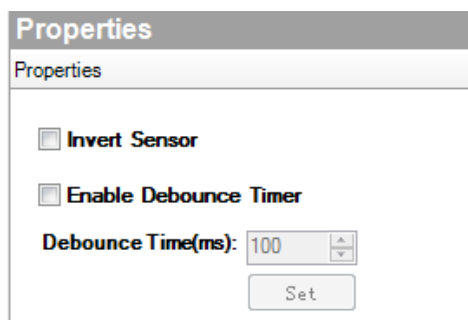 Properties
Properties
Invert Sensor
Enable Debounce Timer
Debounce Time(ms): 100
Set